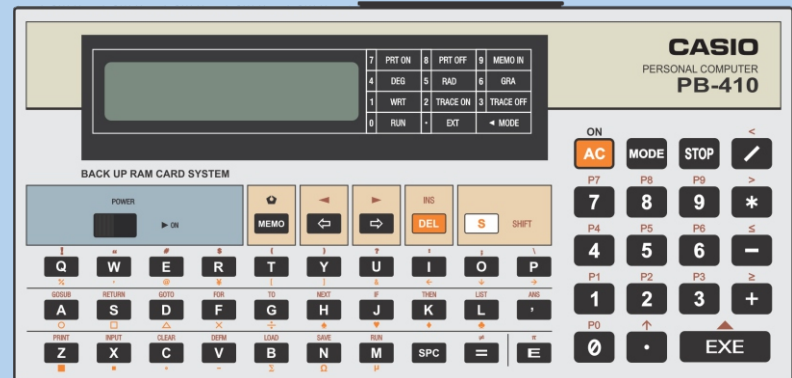 CASIO
PERSONAL COMPUTER
PB-410
7 PRT ON 8 PRT OFF 9 MEMO IN
4 DEG 5 RAD 6 GRA
1 WRT 2 TRACE ON 3 TRACE OFF
0 RUN · EXT ◄ MODE
BACK UP RAM CARD SYSTEM
POWER
► ON
MEMO ⇦ ⇨ INS DEL S SHIFT
! " # $ ( ) ? : ; \
Q W E R T Y U I O P
% ' @ ¥ [ ] & ← ↓ →
GOSUB RETURN GOTO FOR TO NEXT IF THEN LIST ANS
A S D F G H J K L '
○ □ △ × ÷ ♠ ♥ ♦ ♣
PRINT INPUT CLEAR DEFM LOAD SAVE RUN ≠ π
Z X C V B N M SPC = E
Σ Ω μ
ON <
AC MODE STOP /
P7 P8 P9 >
7 8 9 *
P4 P5 P6 ≤
4 5 6 −
P1 P2 P3 ≥
1 2 3 +
P0 ↑
0 · EXE